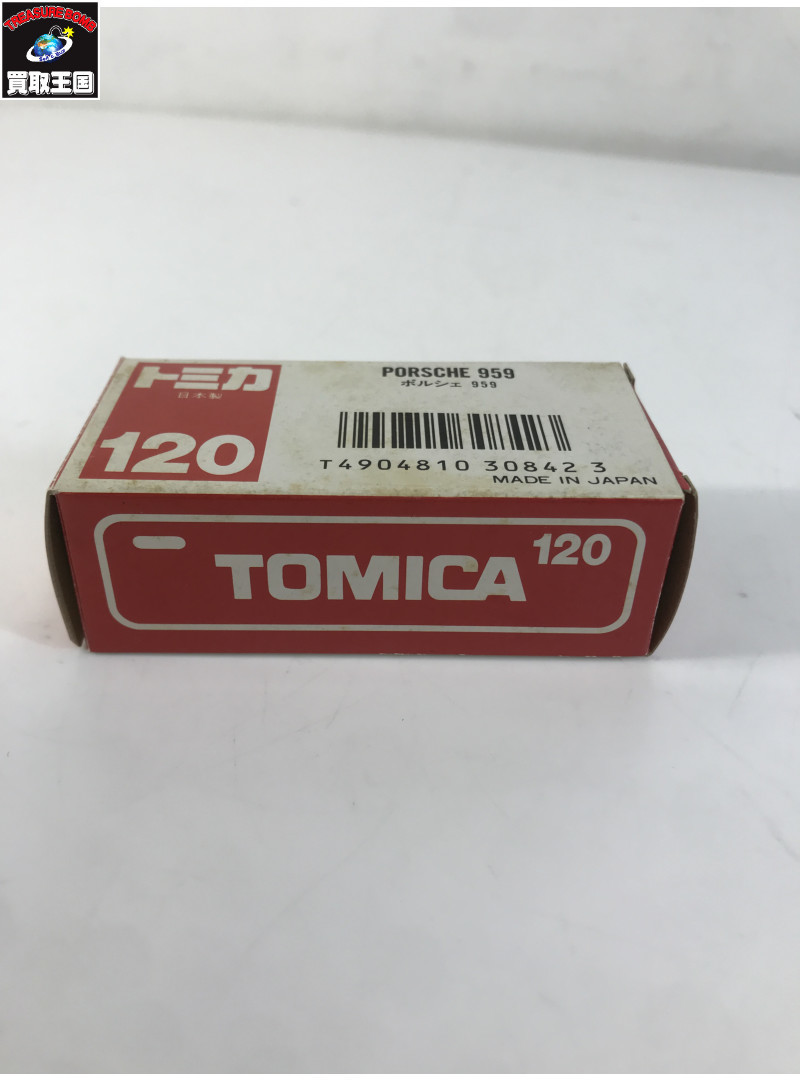 TREASURE BOMB
買取王国
トミカ
日本製
120
PORSCHE 959
ポルシェ 959
T4904810 30842 3
MADE IN JAPAN
TOMICA
120